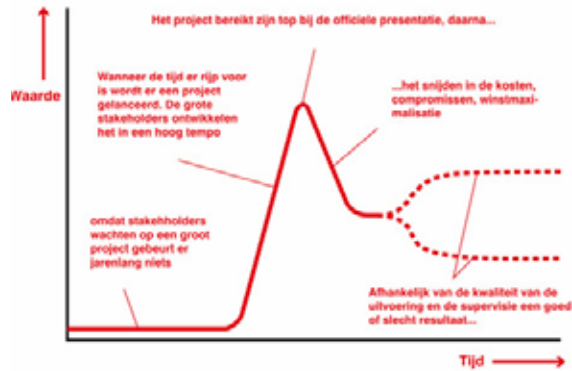 Het project bereikt zijn top bij de officiele presentatie, daarna...
Waarde
Wanneer de tijd er rijp voor
is wordt er een project
gelanceerd. De grote
stakeholders ontwikkelen
het in een hoog tempo
...het snijden in de kosten,
compromissen, winstmaxi-
malisatie
omdat stakehholders
wachten op een groot
project gebeurt er
jarenlang niets
Afhankelijk van de kwaliteit van de
uitvoering en de supervisie een goed
of slecht resultaat...
Tijd